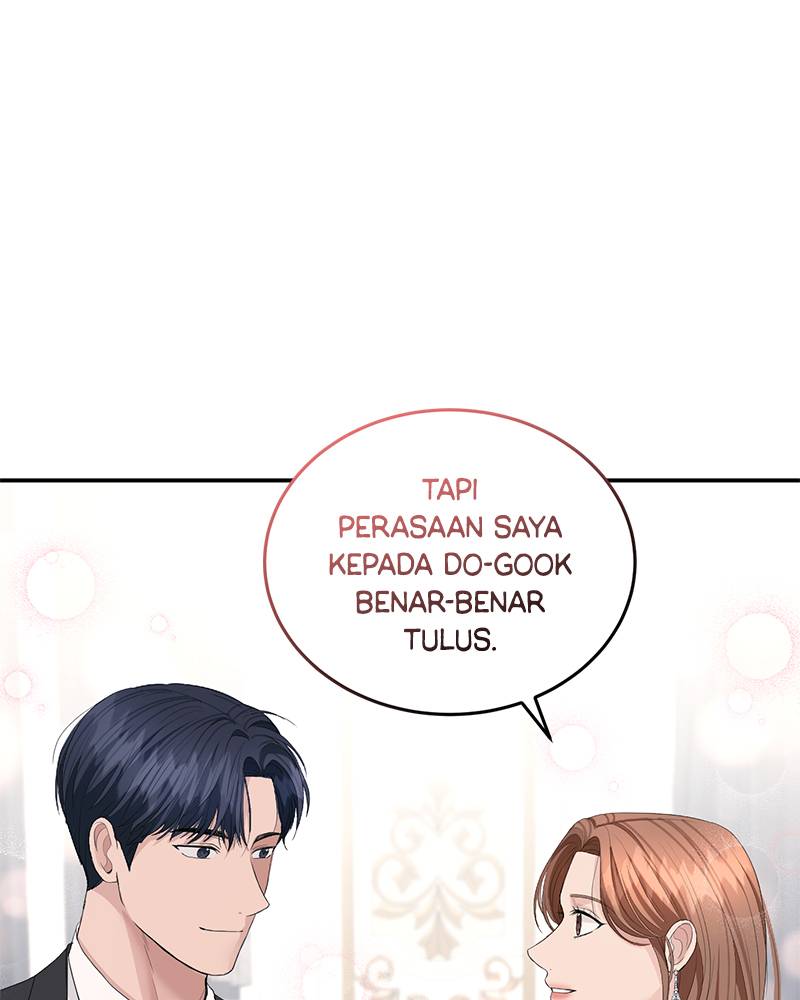 TAPI
PERASAAN SAYA
KEPADA DO-GOOK
BENAR-BENAR
TULUS.